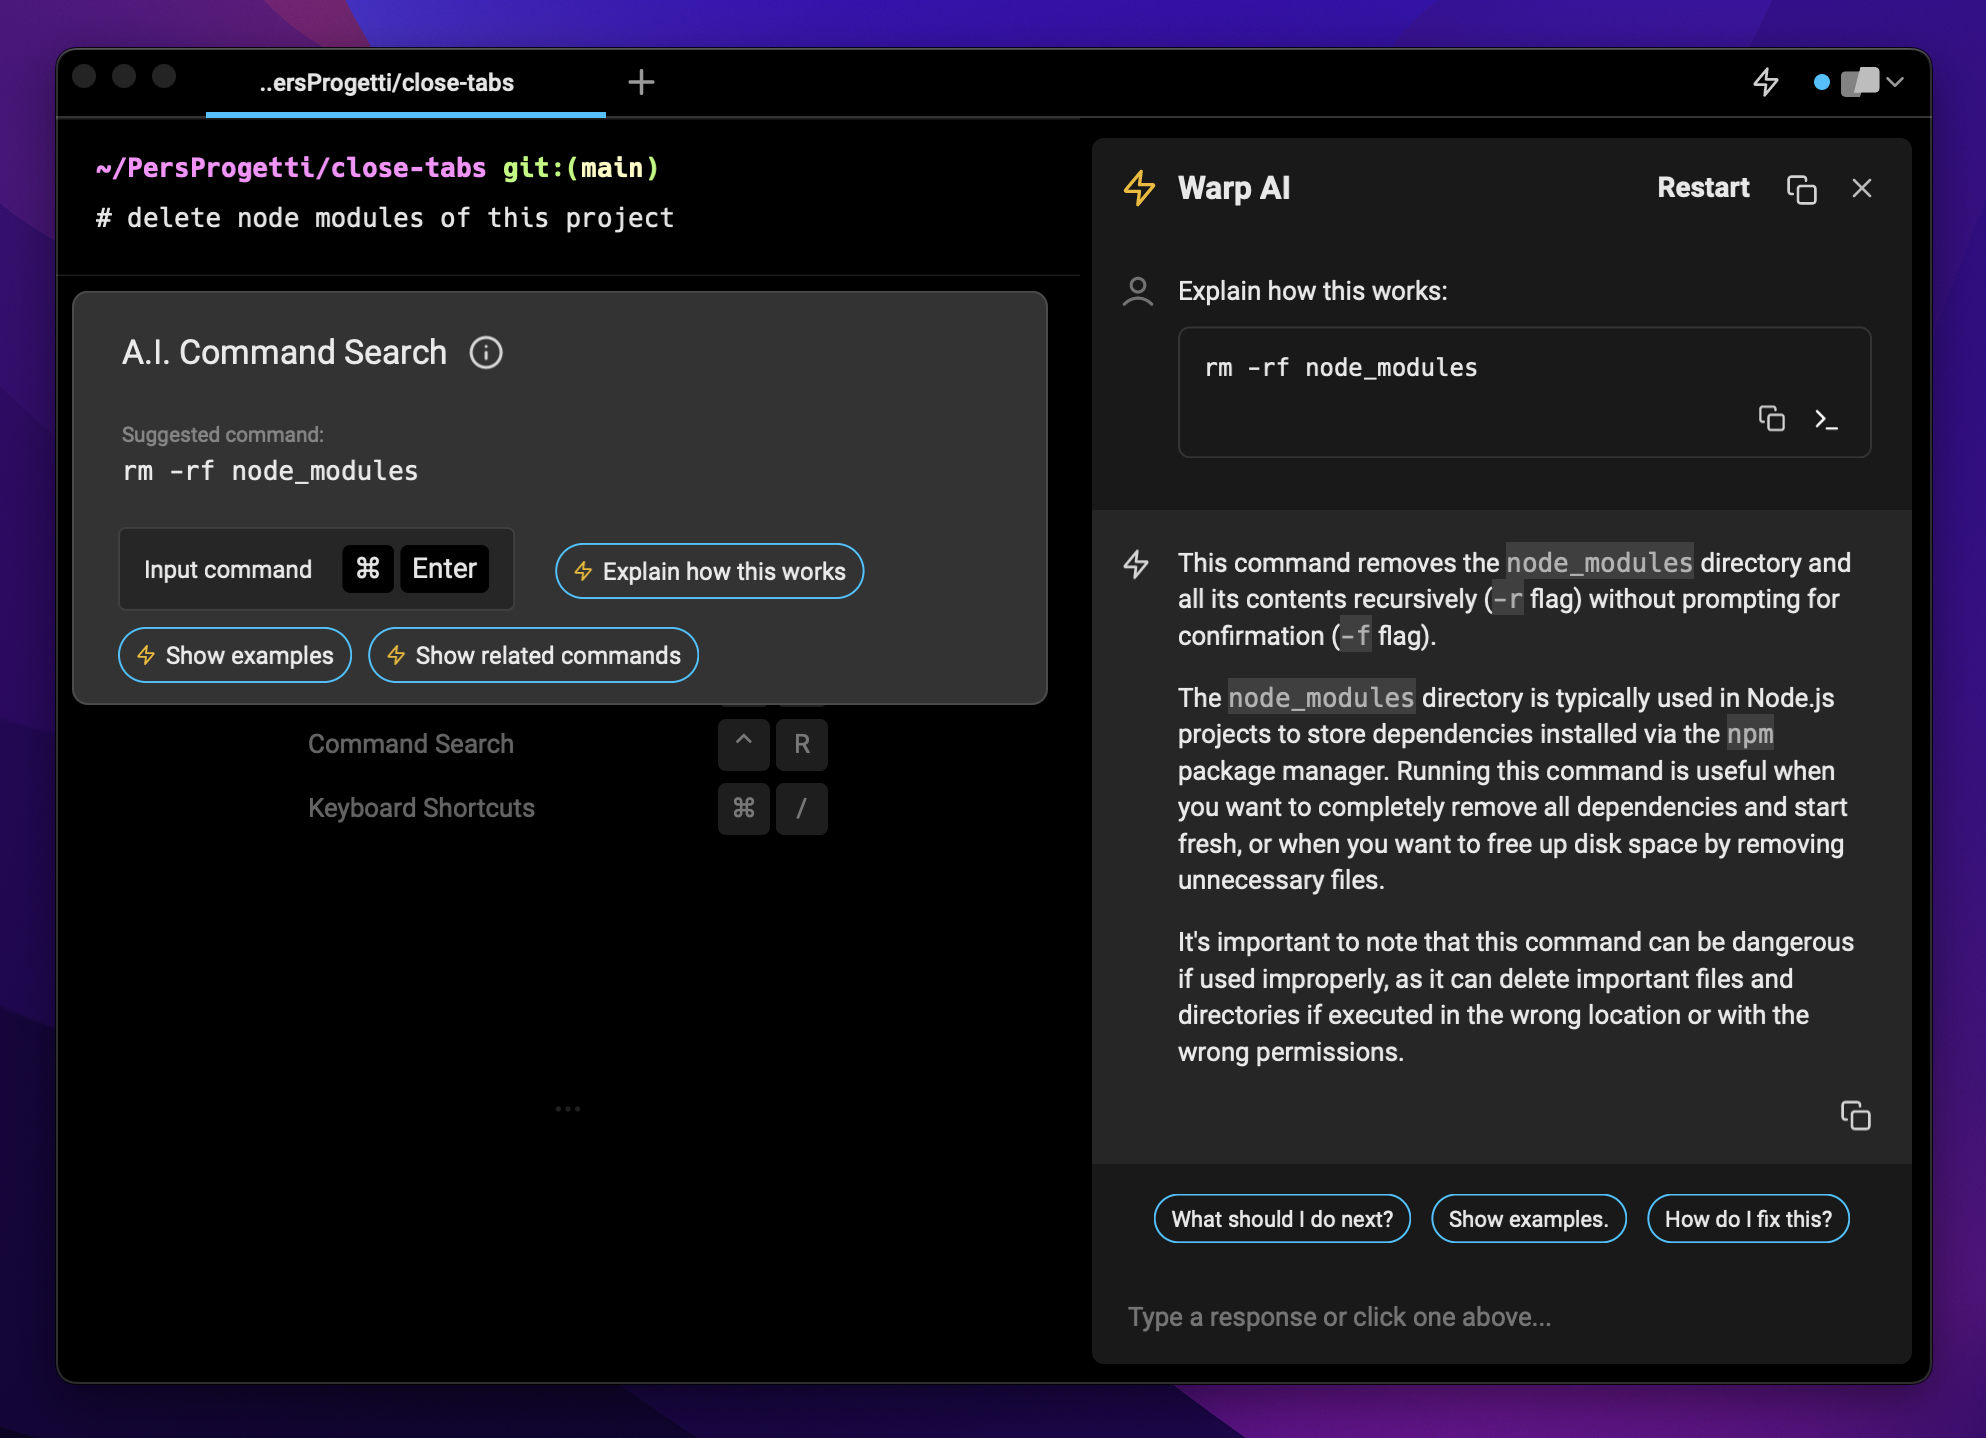 ..ersProgetti/close-tabs
~/PersProgetti/close-tabs git:(main)
# delete node modules of this project
A.I. Command Search
Suggested command:
rm -rf node_modules
Input command ⌘ Enter
Explain how this works
Show examples
Show related commands
Command Search ^ R
Keyboard Shortcuts ⌘ /
Warp AI
Restart
Explain how this works:
rm -rf node_modules
This command removes the node_modules directory and
all its contents recursively (-r flag) without prompting for
confirmation (-f flag).
The node_modules directory is typically used in Node.js
projects to store dependencies installed via the npm
package manager. Running this command is useful when
you want to completely remove all dependencies and start
fresh, or when you want to free up disk space by removing
unnecessary files.
It's important to note that this command can be dangerous
if used improperly, as it can delete important files and
directories if executed in the wrong location or with the
wrong permissions.
What should I do next?
Show examples.
How do I fix this?
Type a response or click one above...